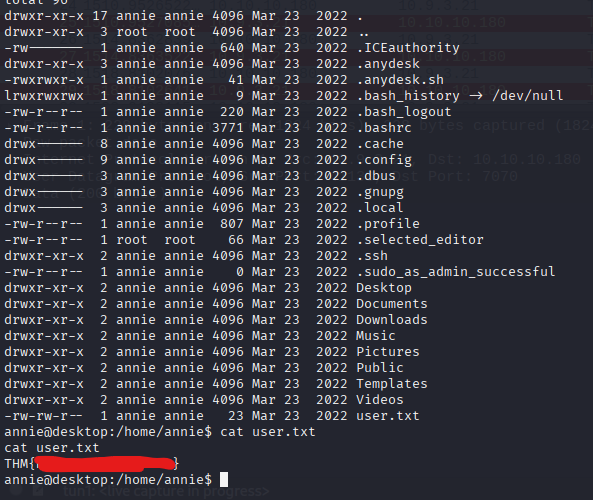 total 96
drwxr-xr-x 17 annie annie 4096 Mar 23 2022 .
drwxr-xr-x 3 root root 4096 Mar 23 2022 ..
-rw------- 1 annie annie 640 Mar 23 2022 .ICEauthority
drwxr-xr-x 3 annie annie 4096 Mar 23 2022 .anydesk
-rwxrwxr-x 1 annie annie 41 Mar 23 2022 .anydesk.sh
lrwxrwxrwx 1 annie annie 9 Mar 23 2022 .bash_history -> /dev/null
-rw-r--r-- 1 annie annie 220 Mar 23 2022 .bash_logout
-rw-r--r-- 1 annie annie 3771 Mar 23 2022 .bashrc
drwx------ 8 annie annie 4096 Mar 23 2022 .cache
drwx------ 9 annie annie 4096 Mar 23 2022 .config
drwx------ 3 annie annie 4096 Mar 23 2022 .dbus
drwx------ 3 annie annie 4096 Mar 23 2022 .gnupg
drwx------ 3 annie annie 4096 Mar 23 2022 .local
-rw-r--r-- 1 annie annie 807 Mar 23 2022 .profile
-rw-r--r-- 1 root root 66 Mar 23 2022 .selected_editor
drwxr-xr-x 2 annie annie 4096 Mar 23 2022 .ssh
-rw-r--r-- 1 annie annie 0 Mar 23 2022 .sudo_as_admin_successful
drwxr-xr-x 2 annie annie 4096 Mar 23 2022 Desktop
drwxr-xr-x 2 annie annie 4096 Mar 23 2022 Documents
drwxr-xr-x 2 annie annie 4096 Mar 23 2022 Downloads
drwxr-xr-x 2 annie annie 4096 Mar 23 2022 Music
drwxr-xr-x 2 annie annie 4096 Mar 23 2022 Pictures
drwxr-xr-x 2 annie annie 4096 Mar 23 2022 Public
drwxr-xr-x 2 annie annie 4096 Mar 23 2022 Templates
drwxr-xr-x 2 annie annie 4096 Mar 23 2022 Videos
-rw-rw-r-- 1 annie annie 23 Mar 23 2022 user.txt
annie@desktop:/home/annie$ cat user.txt
cat user.txt
THM{ }
annie@desktop:/home/annie$
tun1: <live capture in progress>